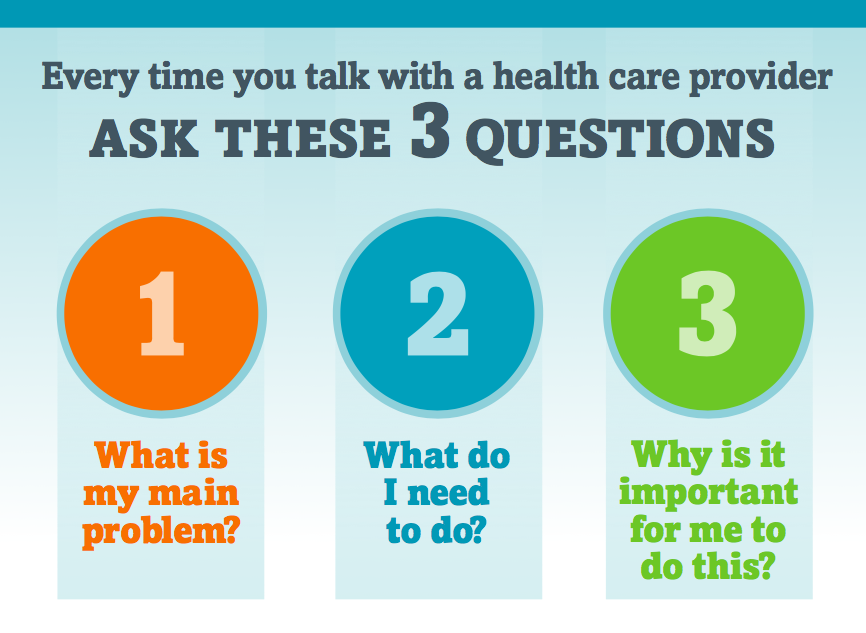 Every time you talk with a health care provider
ASK THESE 3 QUESTIONS
1
What is
my main
problem?
2
What do
I need
to do?
3
Why is it
important
for me to
do this?